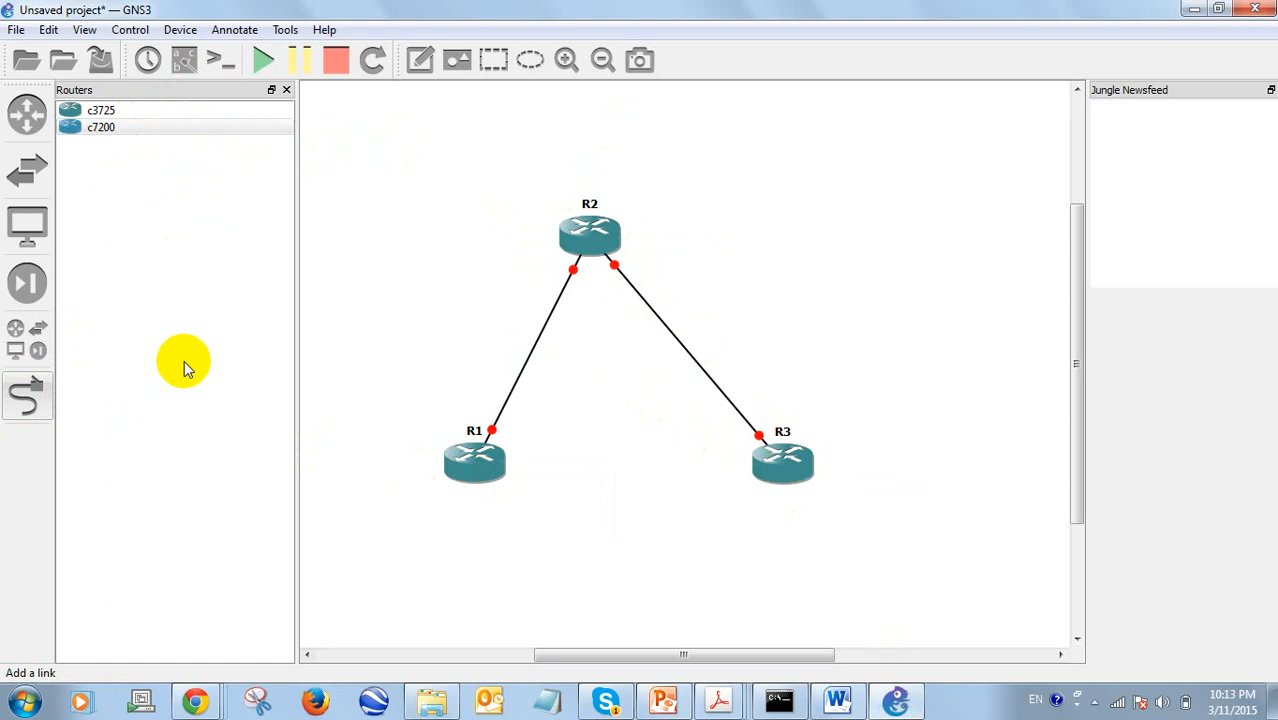 Unsaved project* — GNS3
File Edit View Control Device Annotate Tools Help
Routers
Jungle Newsfeed
c3725
c7200
R2
R1
R3
Add a link
EN
10:13 PM
3/11/2015